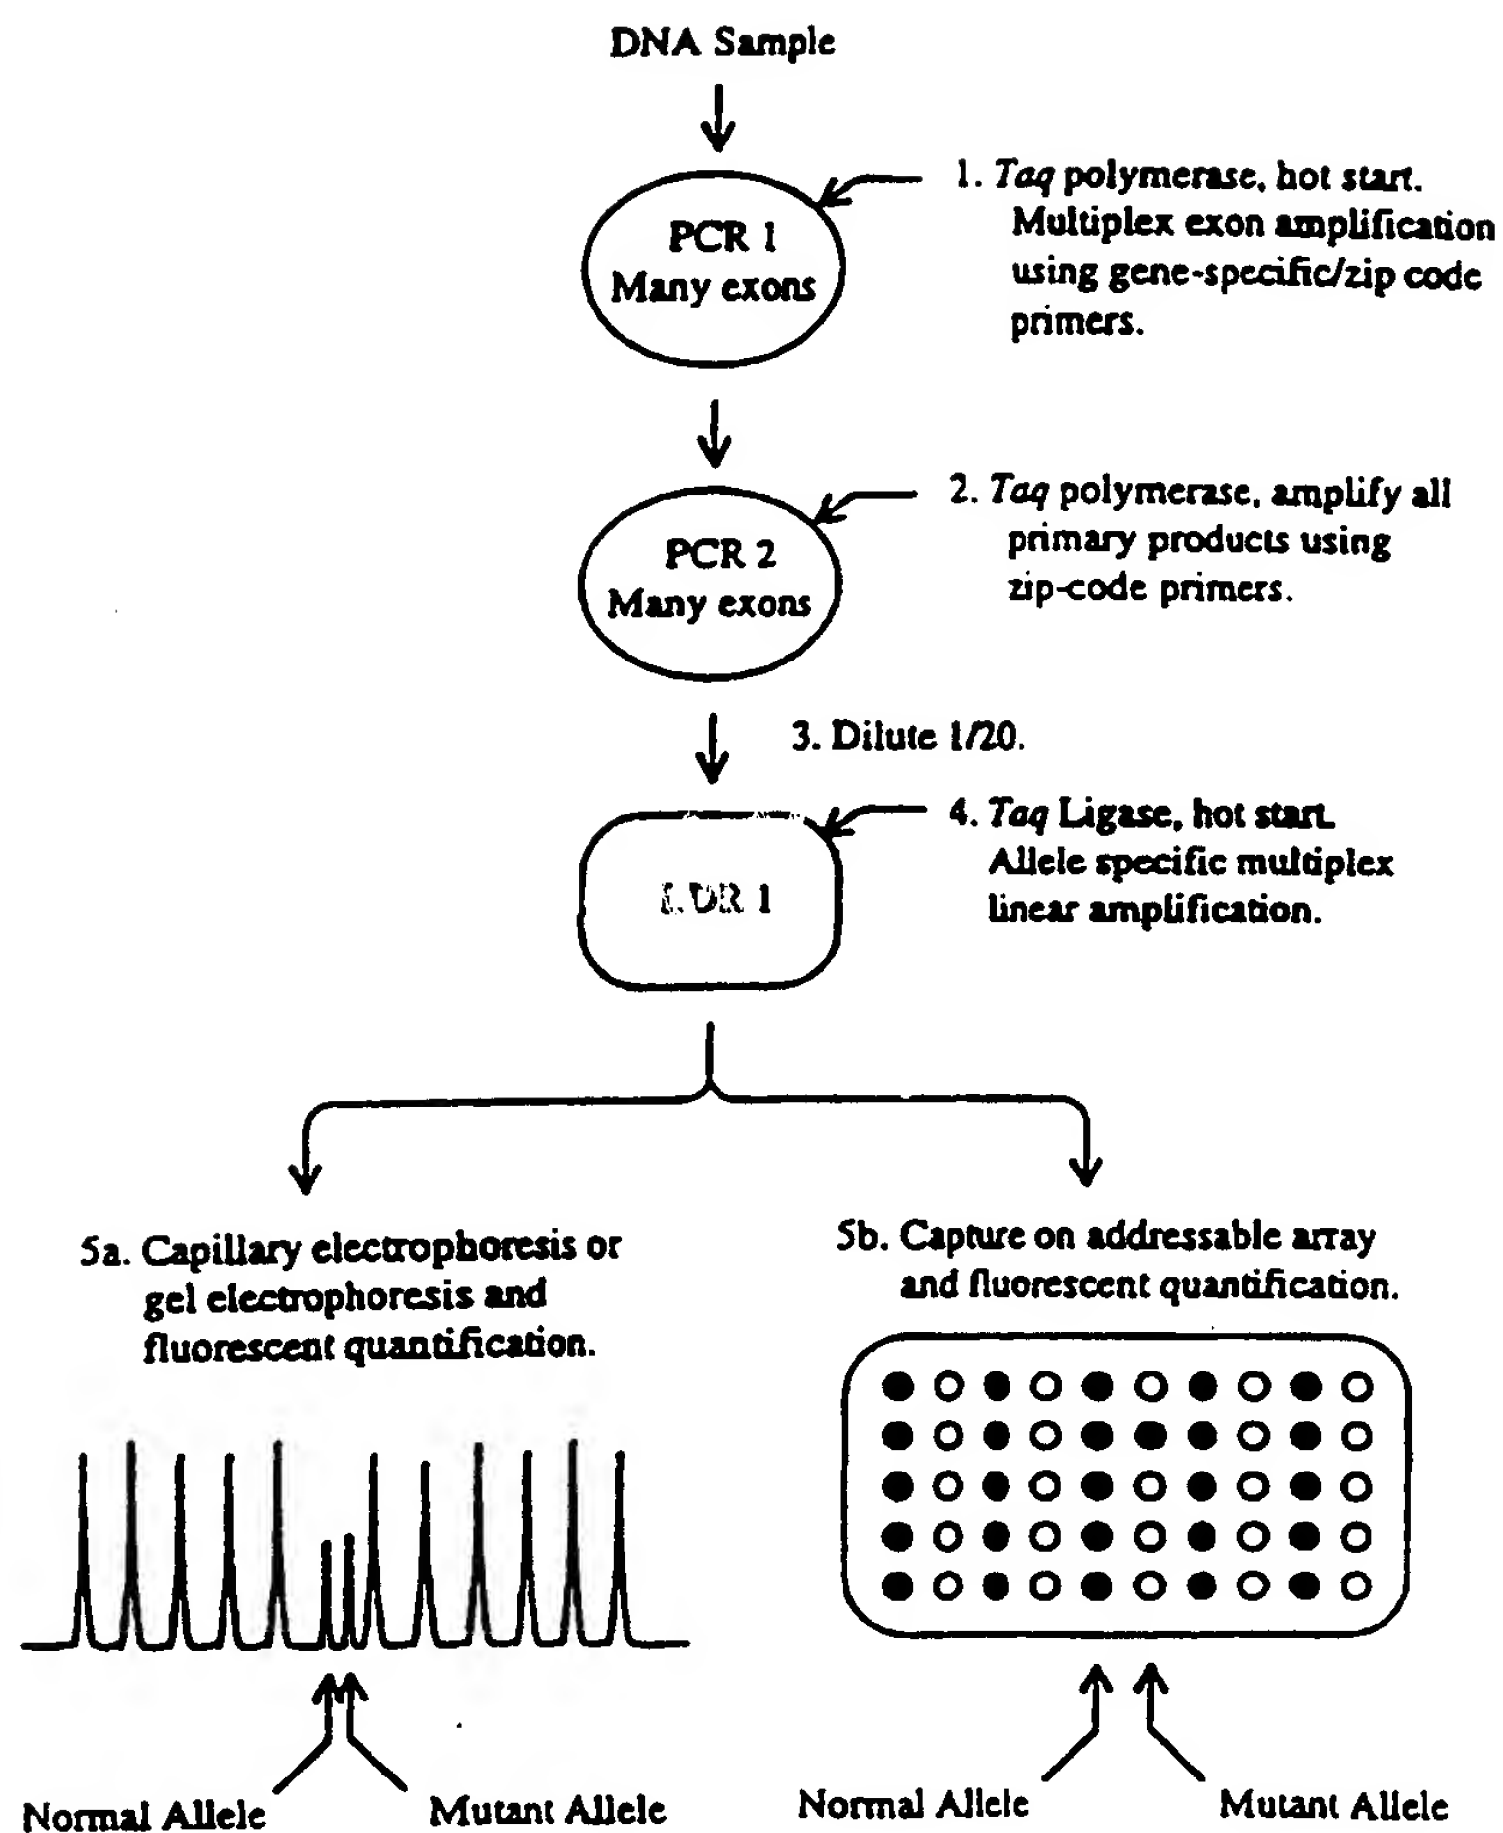 DNA Sample
PCR 1
Many exons
1. Taq polymerase, hot start.
Multiplex exon amplification
using gene-specific/zip code
primers.
PCR 2
Many exons
2. Taq polymerase, amplify all
primary products using
zip-code primers.
3. Dilute 1/20.
LDR 1
4. Taq Ligase, hot start.
Allele specific multiplex
linear amplification.
5a. Capillary electrophoresis or
gel electrophoresis and
fluorescent quantification.
5b. Capture on addressable array
and fluorescent quantification.
Normal Allele
Mutant Allele
Normal Allele
Mutant Allele